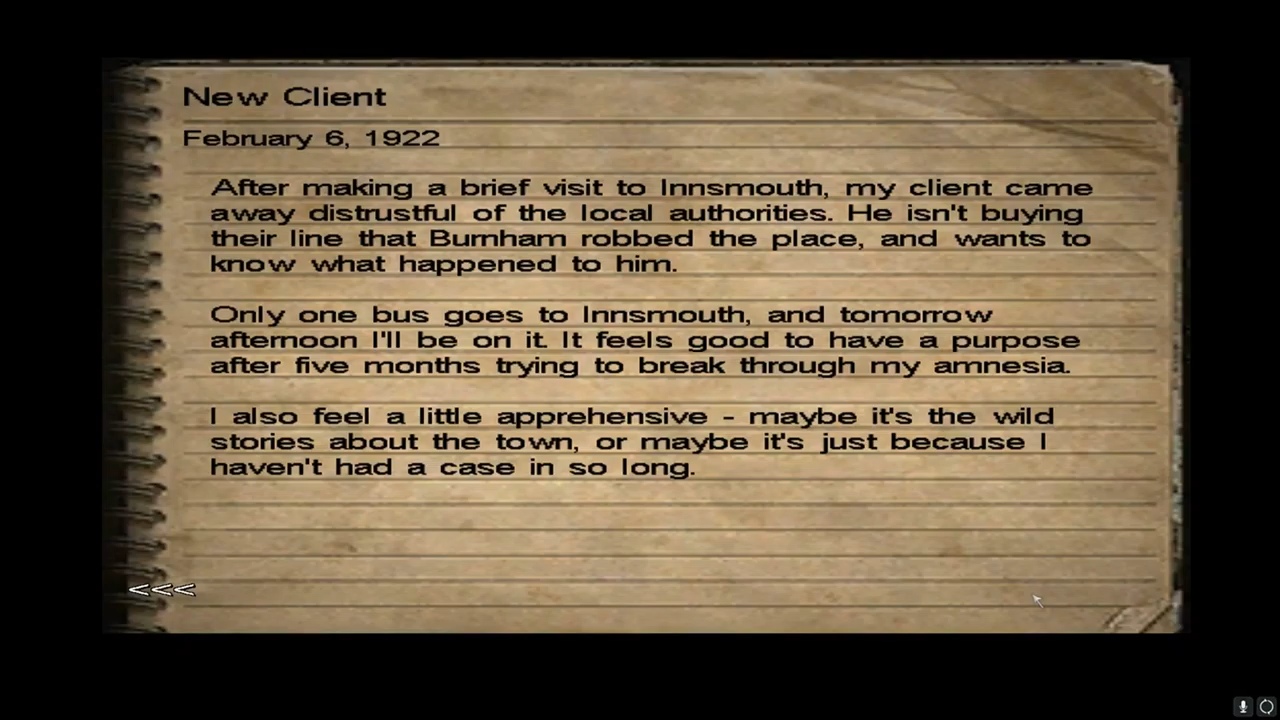 New Client
February 6, 1922
After making a brief visit to Innsmouth, my client came
away distrustful of the local authorities. He isn't buying
their line that Burnham robbed the place, and wants to
know what happened to him.
Only one bus goes to Innsmouth, and tomorrow
afternoon I'll be on it. It feels good to have a purpose
after five months trying to break through my amnesia.
I also feel a little apprehensive - maybe it's the wild
stories about the town, or maybe it's just because I
haven't had a case in so long.
<<<